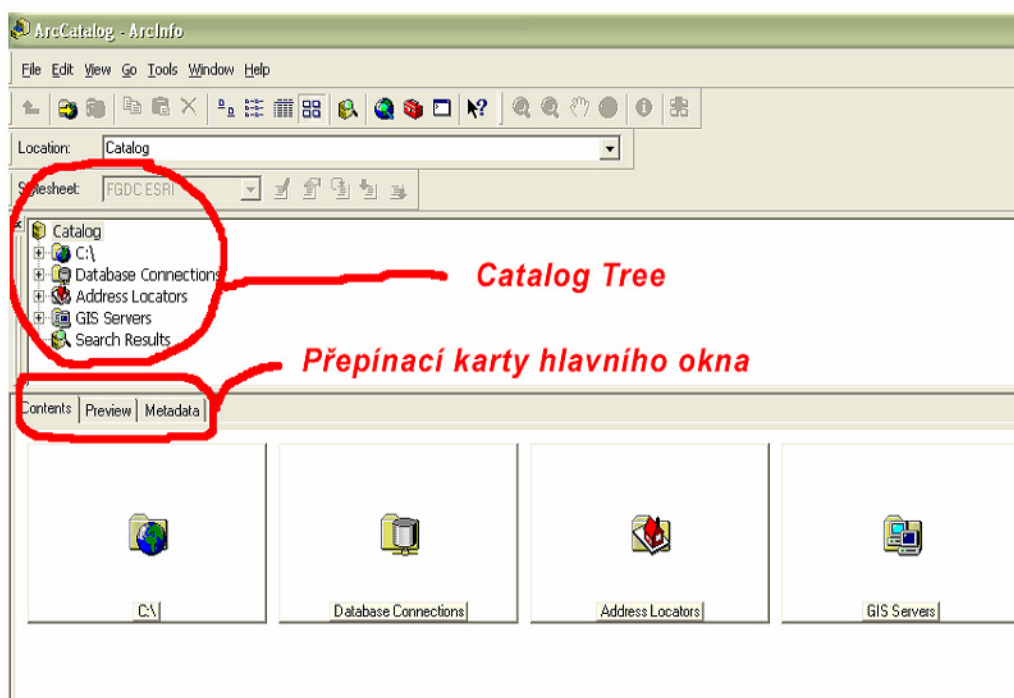 ArcCatalog - ArcInfo
File Edit View Go Tools Window Help
Location: Catalog
Stylesheet: FGDC ESRI
Catalog
C:\
Database Connections
Address Locators
GIS Servers
Search Results
Catalog Tree
Přepínací karty hlavního okna
Contents Preview Metadata
C:\ Database Connections Address Locators GIS Servers